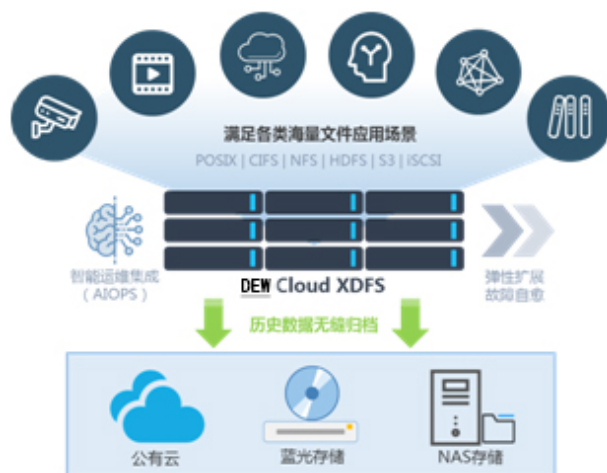 满足各类海量文件应用场景
POSIX | CIFS | NFS | HDFS | S3 | iSCSI
智能运维集成
（AIOPS）
弹性扩展
故障自愈
DEW Cloud XDFS
历史数据无缝归档
公有云
蓝光存储
NAS存储